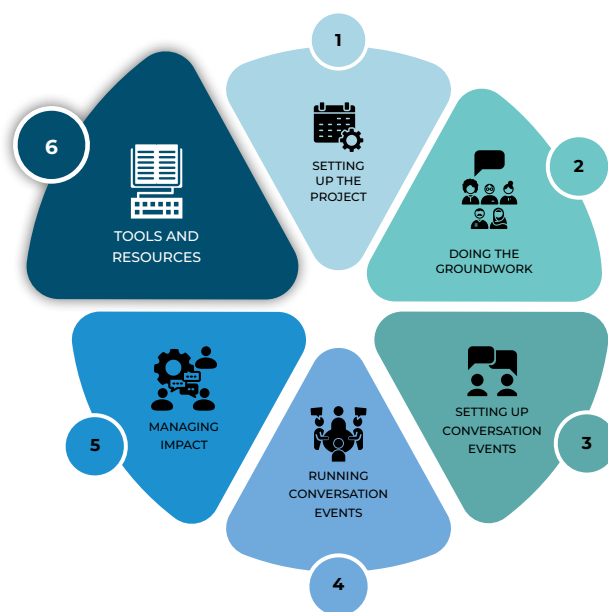 1
SETTING
UP THE
PROJECT
2
DOING THE
GROUNDWORK
3
SETTING UP
CONVERSATION
EVENTS
4
RUNNING
CONVERSATION
EVENTS
5
MANAGING
IMPACT
6
TOOLS AND
RESOURCES